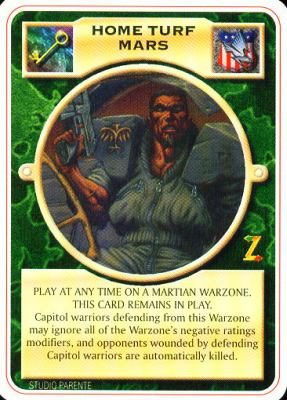 HOME TURF
MARS
Z
PLAY AT ANY TIME ON A MARTIAN WARZONE.
THIS CARD REMAINS IN PLAY.
Capitol warriors defending from this Warzone
may ignore all of the Warzone's negative ratings
modifiers, and opponents wounded by defending
Capitol warriors are automatically killed.
STUDIO PARENTE